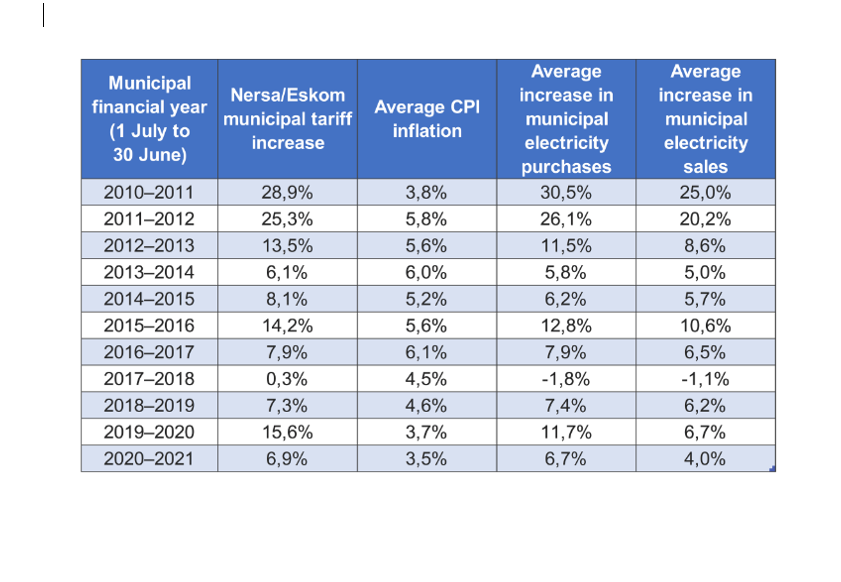 Municipal financial year (1 July to 30 June) Nersa/Eskom municipal tariff increase Average CPI inflation Average increase in municipal electricity purchases Average increase in municipal electricity sales
2010–2011 28,9% 3,8% 30,5% 25,0%
2011–2012 25,3% 5,8% 26,1% 20,2%
2012–2013 13,5% 5,6% 11,5% 8,6%
2013–2014 6,1% 6,0% 5,8% 5,0%
2014–2015 8,1% 5,2% 6,2% 5,7%
2015–2016 14,2% 5,6% 12,8% 10,6%
2016–2017 7,9% 6,1% 7,9% 6,5%
2017–2018 0,3% 4,5% -1,8% -1,1%
2018–2019 7,3% 4,6% 7,4% 6,2%
2019–2020 15,6% 3,7% 11,7% 6,7%
2020–2021 6,9% 3,5% 6,7% 4,0%